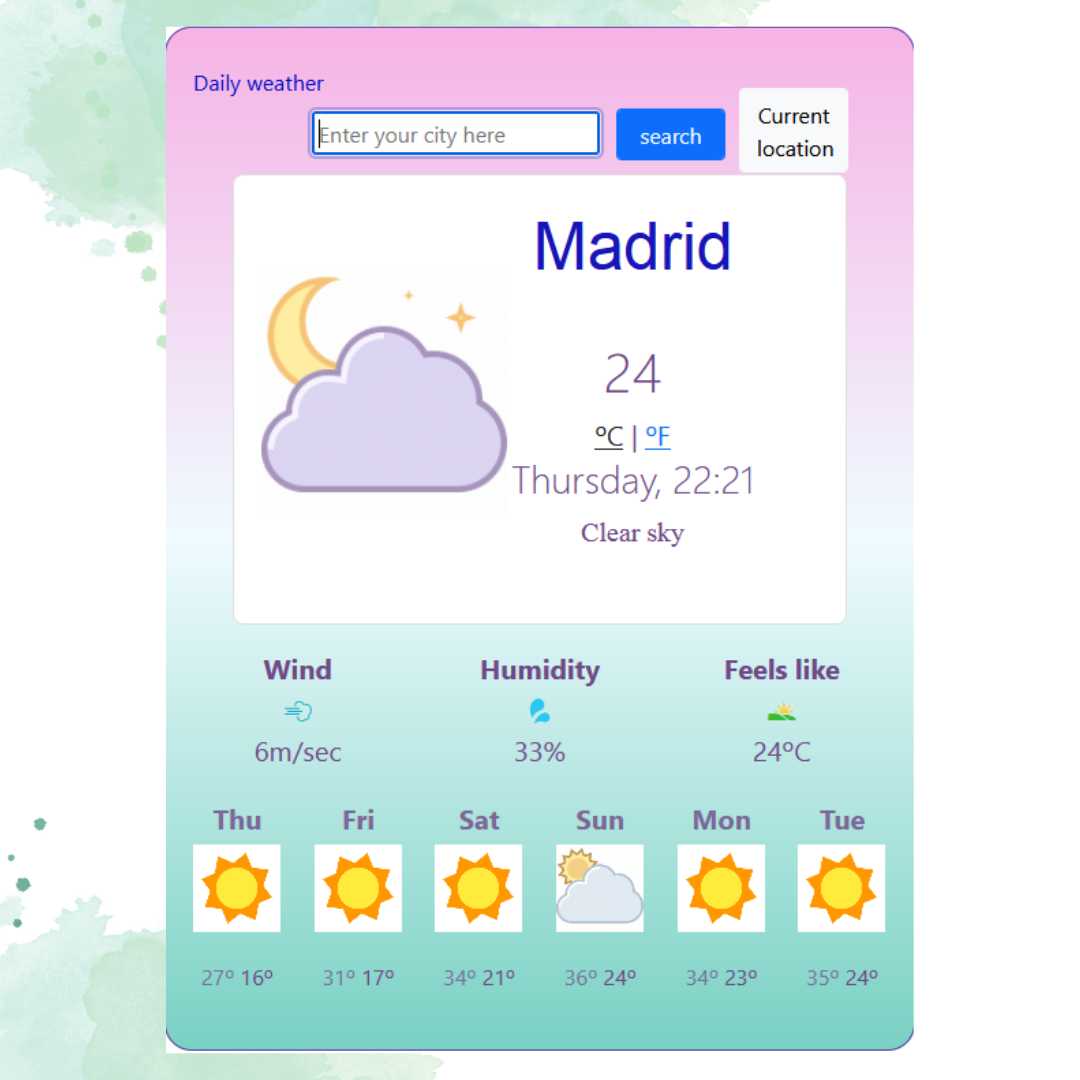 Daily weather
Enter your city here
search
Current
location
Madrid
24
ºC | ºF
Thursday, 22:21
Clear sky
Wind Humidity Feels like
6m/sec 33% 24ºC
Thu Fri Sat Sun Mon Tue
27º 16º 31º 17º 34º 21º 36º 24º 34º 23º 35º 24º